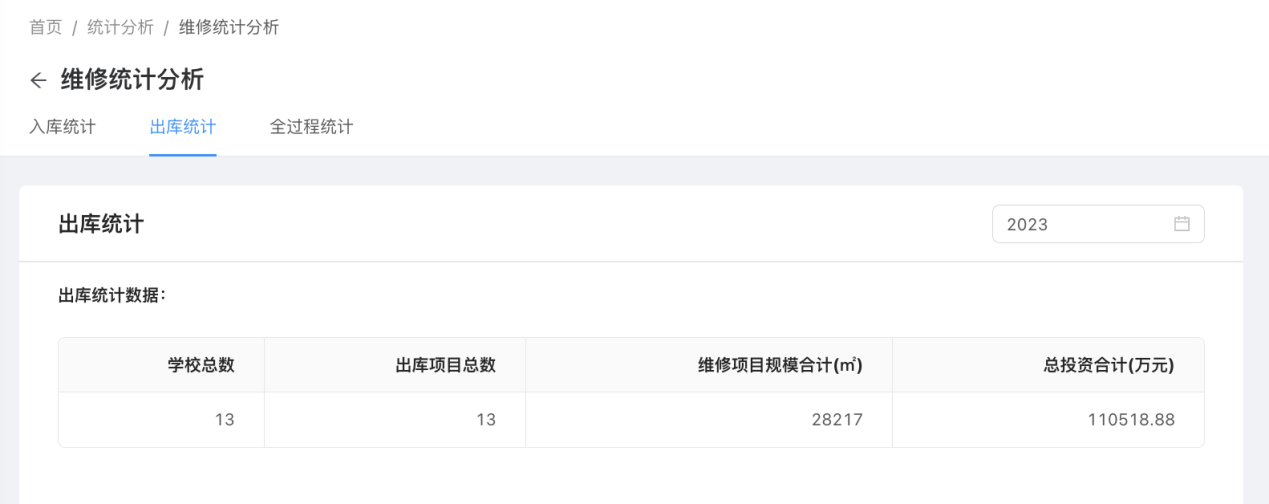 首页 / 统计分析 / 维修统计分析
← 维修统计分析
入库统计 出库统计 全过程统计
出库统计 2023
出库统计数据：
学校总数 出库项目总数 维修项目规模合计(㎡) 总投资合计(万元)
13 13 28217 110518.88